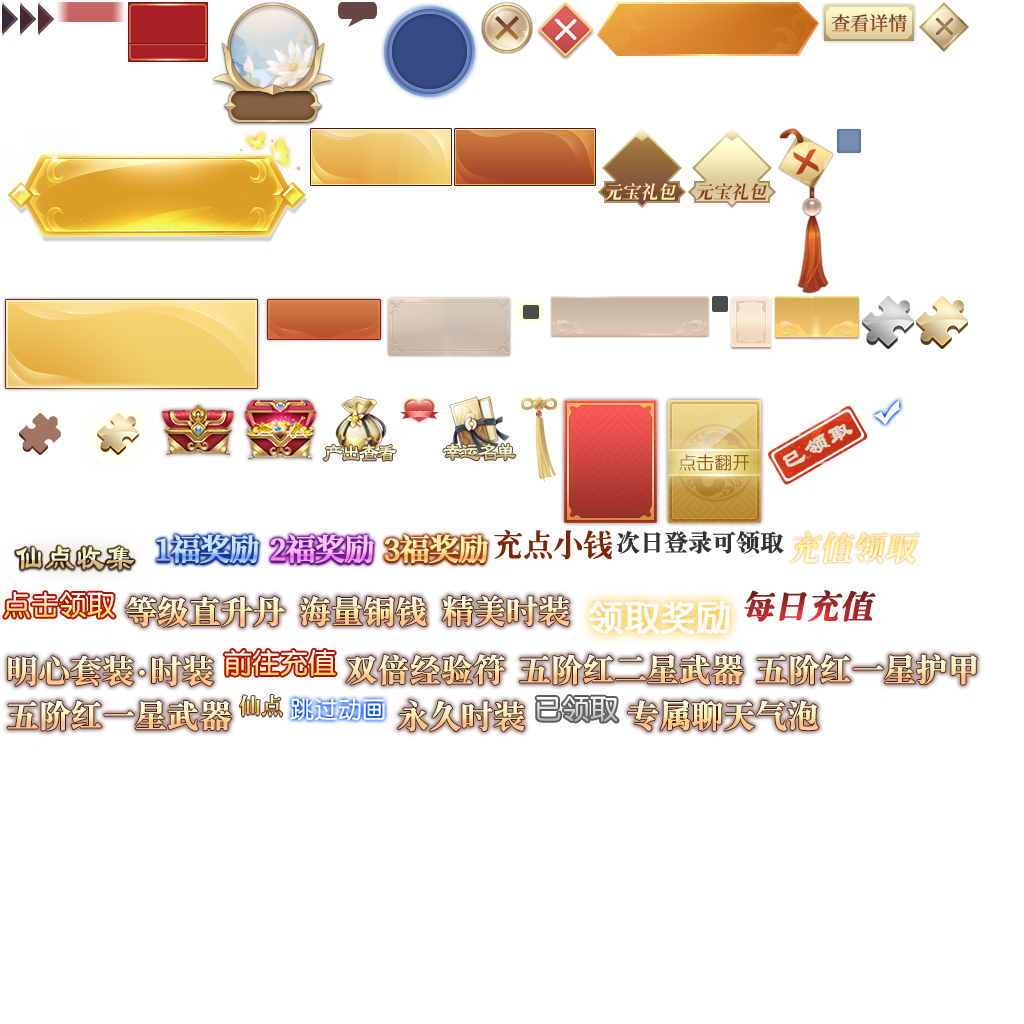 查看详情
元宝礼包
元宝礼包
产出查看
幸运名单
点击翻开
已领取
仙点收集
1福奖励
2福奖励
3福奖励
充点小钱
次日登录可领取
充值领取
点击领取
等级直升丹
海量铜钱
精美时装
领取奖励
每日充值
明心套装·时装
前往充值
双倍经验符
五阶红二星武器
五阶红一星护甲
五阶红一星武器
仙点
跳过动画
永久时装
已领取
专属聊天气泡